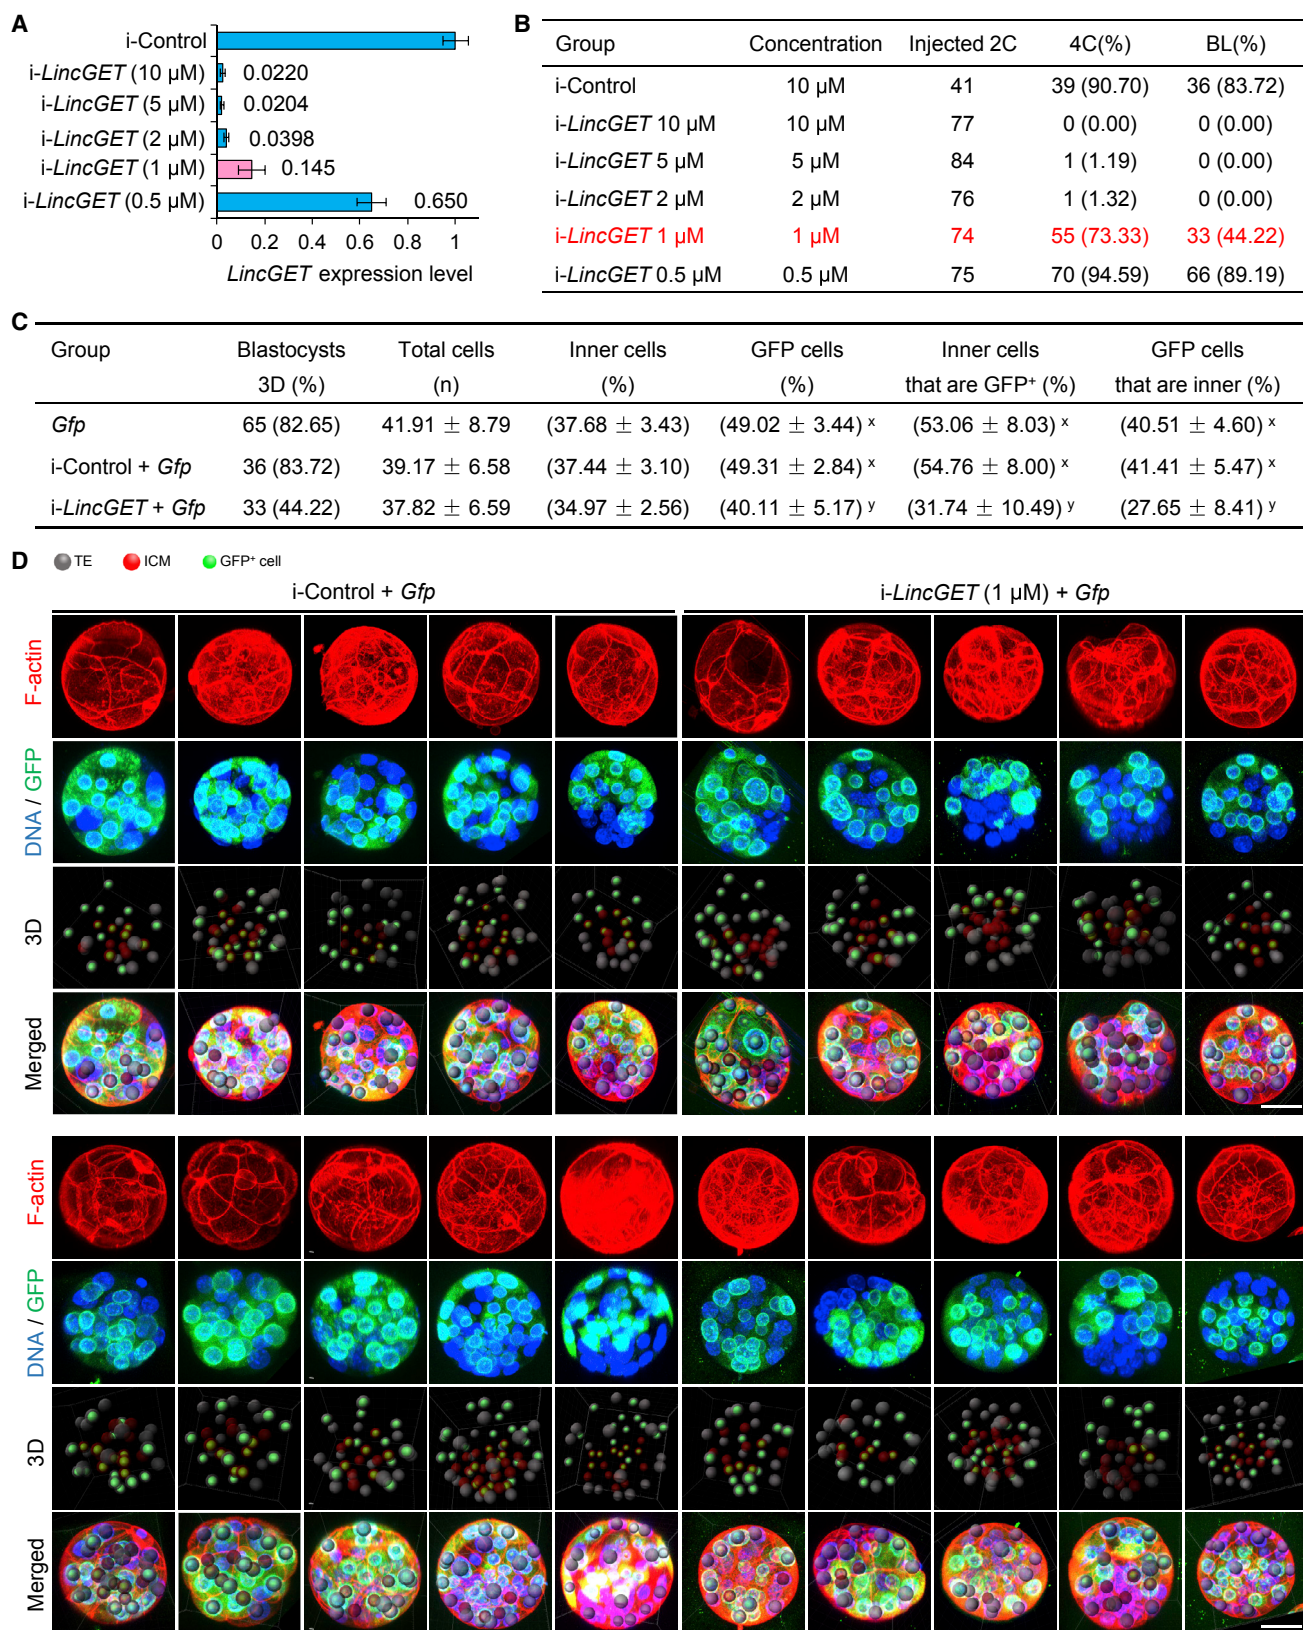 A
i-Control
i-LincGET (10 µM) 0.0220
i-LincGET (5 µM) 0.0204
i-LincGET (2 µM) 0.0398
i-LincGET (1 µM) 0.145
i-LincGET (0.5 µM) 0.650
0 0.2 0.4 0.6 0.8 1
LincGET expression level
B
Group Concentration Injected 2C 4C(%) BL(%)
i-Control 10 µM 41 39 (90.70) 36 (83.72)
i-LincGET 10 µM 10 µM 77 0 (0.00) 0 (0.00)
i-LincGET 5 µM 5 µM 84 1 (1.19) 0 (0.00)
i-LincGET 2 µM 2 µM 76 1 (1.32) 0 (0.00)
i-LincGET 1 µM 1 µM 74 55 (73.33) 33 (44.22)
i-LincGET 0.5 µM 0.5 µM 75 70 (94.59) 66 (89.19)
C
Group Blastocysts Total cells Inner cells GFP cells Inner cells GFP cells
3D (%) (n) (%) (%) that are GFP⁺ (%) that are inner (%)
Gfp 65 (82.65) 41.91 ± 8.79 (37.68 ± 3.43) (49.02 ± 3.44) ˣ (53.06 ± 8.03) ˣ (40.51 ± 4.60) ˣ
i-Control + Gfp 36 (83.72) 39.17 ± 6.58 (37.44 ± 3.10) (49.31 ± 2.84) ˣ (54.76 ± 8.00) ˣ (41.41 ± 5.47) ˣ
i-LincGET + Gfp 33 (44.22) 37.82 ± 6.59 (34.97 ± 2.56) (40.11 ± 5.17) ʸ (31.74 ± 10.49) ʸ (27.65 ± 8.41) ʸ
D
TE ICM GFP⁺ cell
i-Control + Gfp i-LincGET (1 µM) + Gfp
F-actin
DNA / GFP
3D
Merged
F-actin
DNA / GFP
3D
Merged